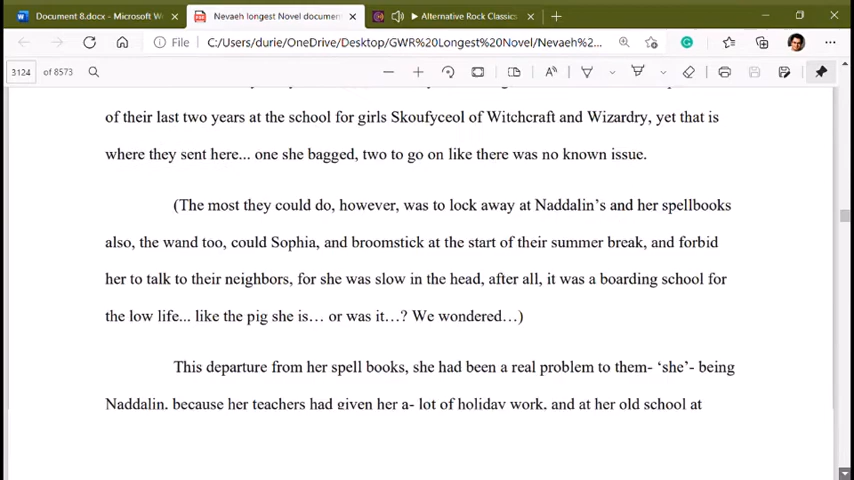 Document 8.docx - Microsoft W
Nevaeh longest Novel documen
Alternative Rock Classics
File
C:/Users/durie/OneDrive/Desktop/GWR%20Longest%20Novel/Nevaeh%2...
3124 of 8573
of their last two years at the school for girls Skoufyceol of Witchcraft and Wizardry, yet that is
where they sent here... one she bagged, two to go on like there was no known issue.
(The most they could do, however, was to lock away at Naddalin’s and her spellbooks
also, the wand too, could Sophia, and broomstick at the start of their summer break, and forbid
her to talk to their neighbors, for she was slow in the head, after all, it was a boarding school for
the low life... like the pig she is… or was it…? We wondered…)
This departure from her spell books, she had been a real problem to them- ‘she’- being
Naddalin, because her teachers had given her a- lot of holiday work, and at her old school at